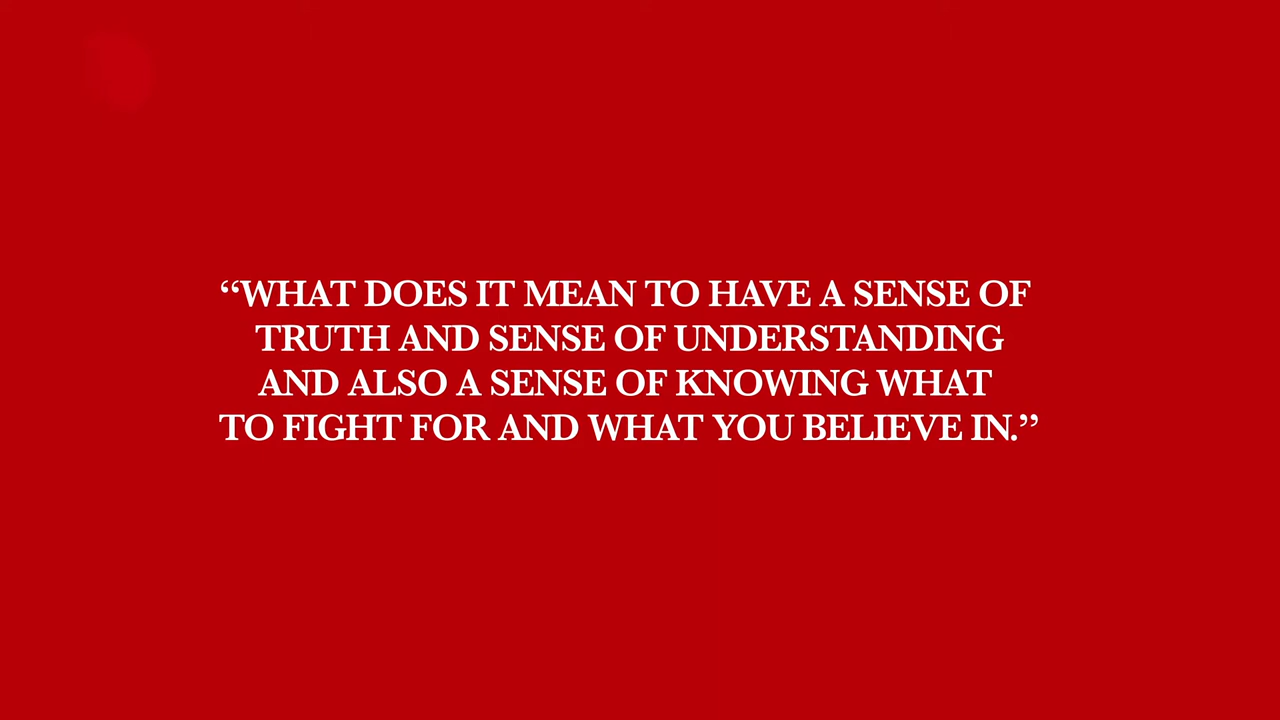 “WHAT DOES IT MEAN TO HAVE A SENSE OF
TRUTH AND SENSE OF UNDERSTANDING
AND ALSO A SENSE OF KNOWING WHAT
TO FIGHT FOR AND WHAT YOU BELIEVE IN.”